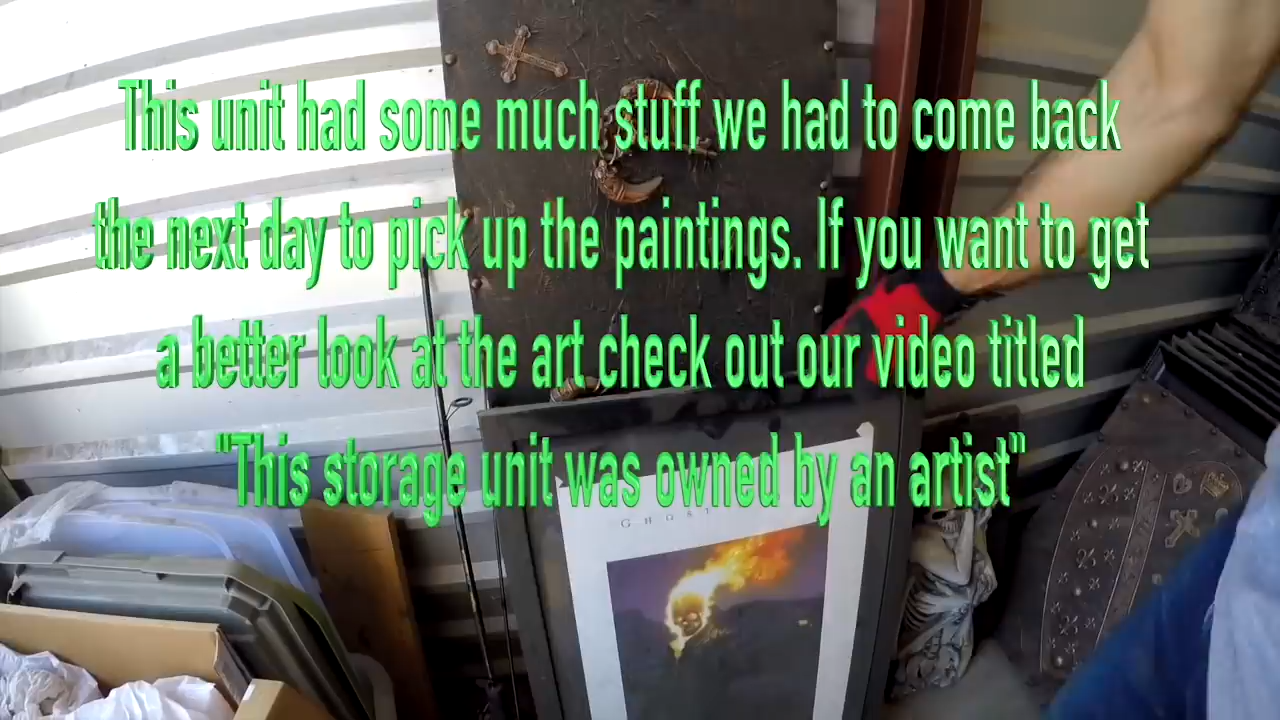 This unit had some much stuff we had to come back
the next day to pick up the paintings. If you want to get
a better look at the art check out our video titled
"This storage unit was owned by an artist"